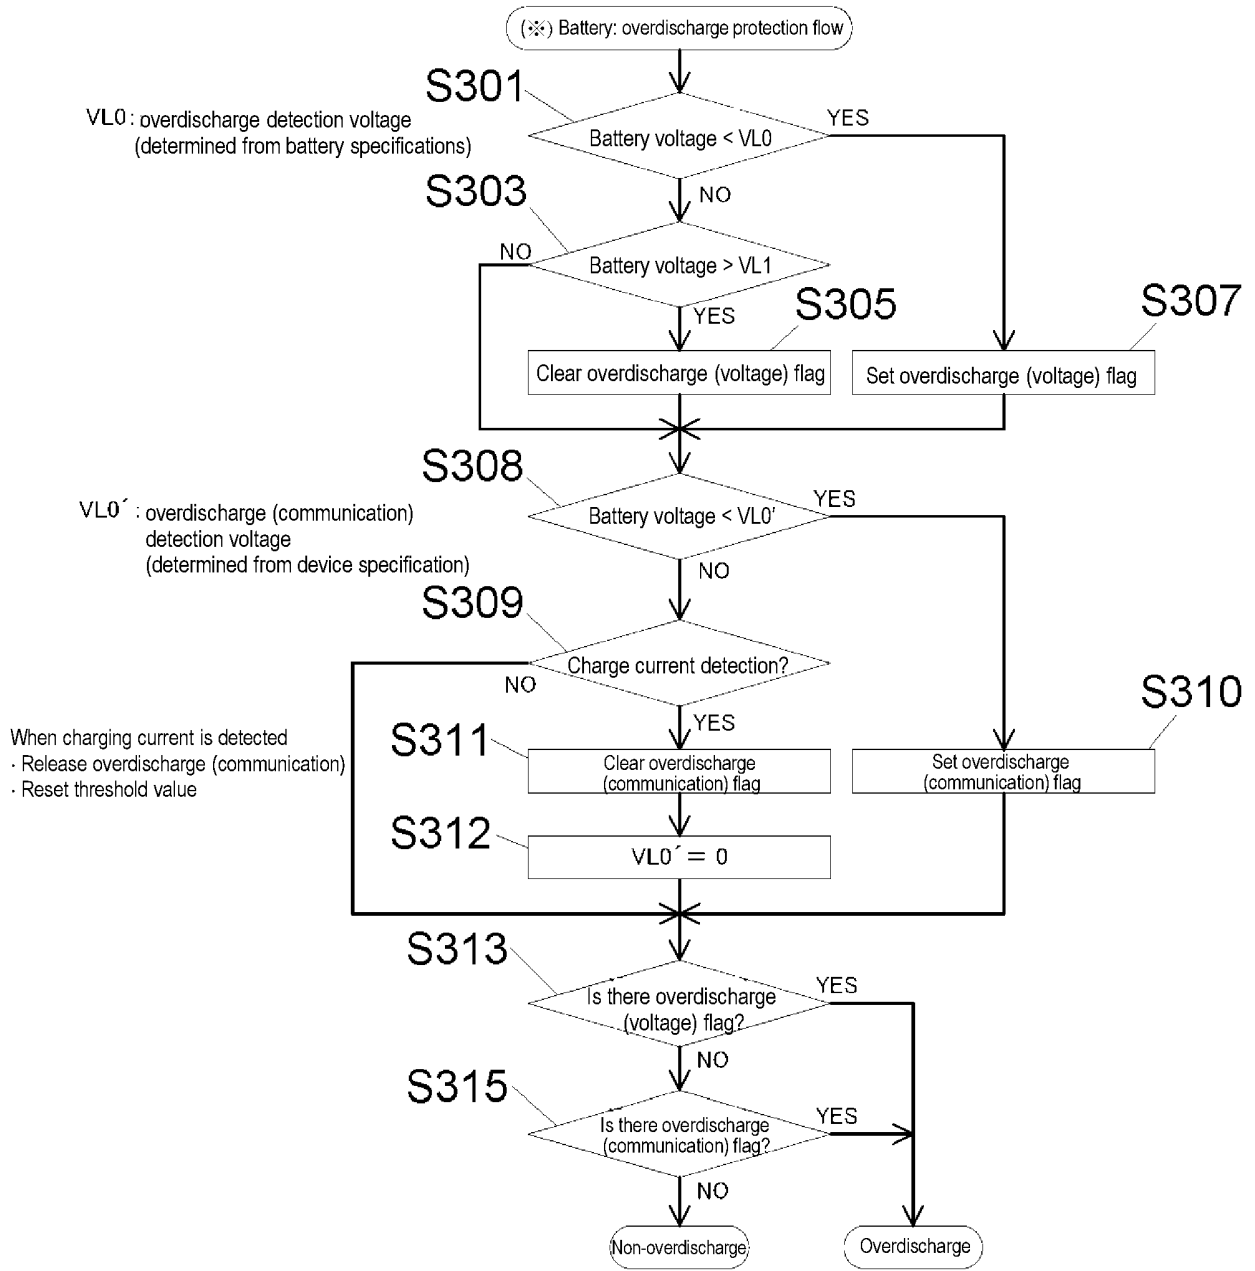 (※) Battery: overdischarge protection flow
S301
VL0: overdischarge detection voltage
(determined from battery specifications)
Battery voltage < VL0
YES
NO
S303
NO
Battery voltage > VL1
YES
S305
S307
Clear overdischarge (voltage) flag
Set overdischarge (voltage) flag
S308
VL0´: overdischarge (communication)
detection voltage
(determined from device specification)
Battery voltage < VL0'
YES
NO
S309
Charge current detection?
NO
YES
S310
When charging current is detected
· Release overdischarge (communication)
· Reset threshold value
S311
Clear overdischarge
(communication) flag
Set overdischarge
(communication) flag
S312
VL0´ = 0
S313
Is there overdischarge
(voltage) flag?
YES
NO
S315
Is there overdischarge
(communication) flag?
YES
NO
Non-overdischarge
Overdischarge